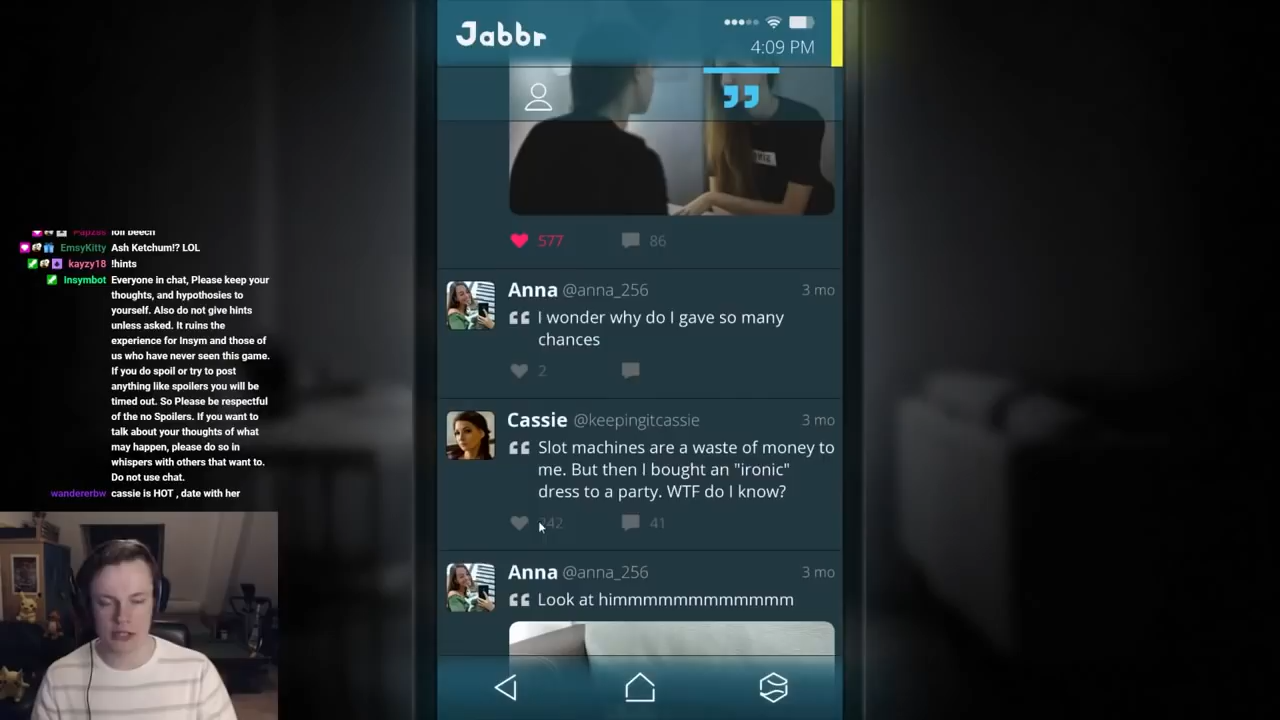 Jabbr
4:09 PM
577
86
Anna @anna_256
3 mo
I wonder why do I gave so many
chances
2
Cassie @keepingitcassie
3 mo
Slot machines are a waste of money to
me. But then I bought an "ironic"
dress to a party. WTF do I know?
41
Anna @anna_256
3 mo
Look at himmmmmmmmmmmm
EmsyKitty Ash Ketchum!? LOL
kayzy18 !hints
Insymbot Everyone in chat, Please keep your
thoughts, and hypothosies to
yourself. Also do not give hints
unless asked. It ruins the
experience for Insym and those of
us who have never seen this game.
If you do spoil or try to post
anything like spoilers you will be
timed out. So Please be respectful
of the no Spoilers. If you want to
talk about your thoughts of what
may happen, please do so in
whispers with others that want to.
Do not use chat.
wandererbw cassie is HOT , date with her